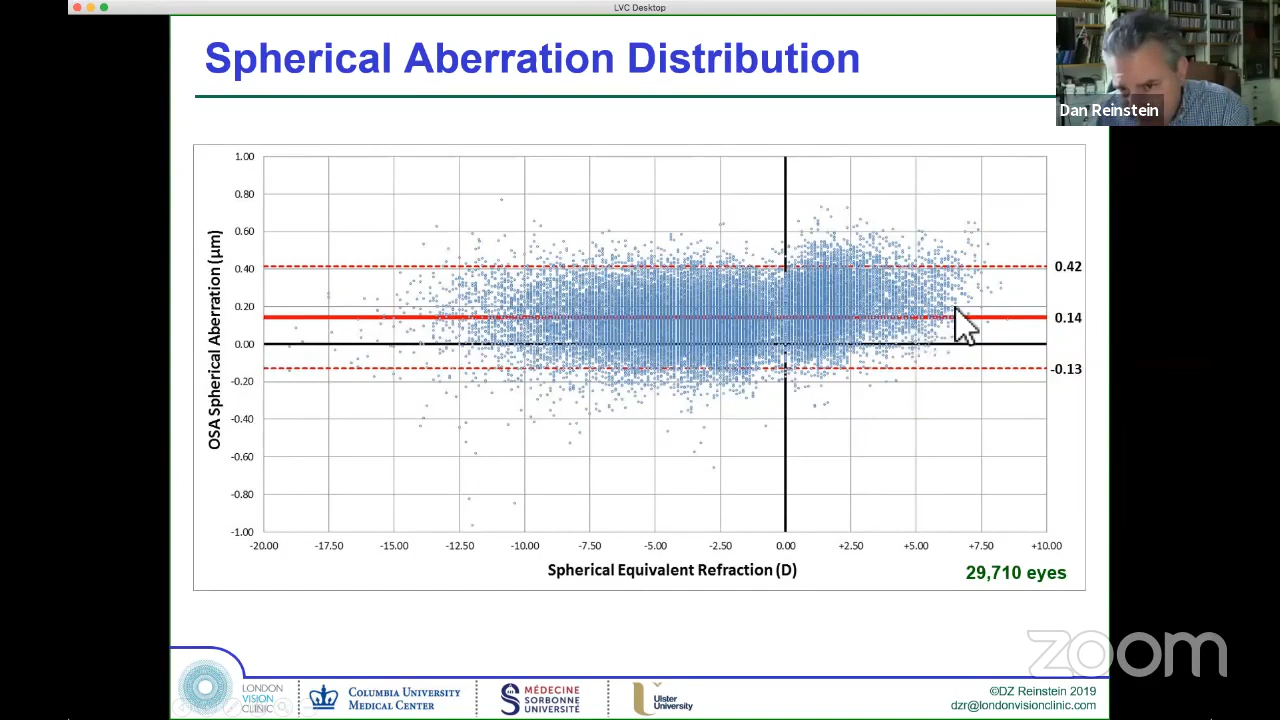 LVC Desktop
Spherical Aberration Distribution
Dan Reinstein
1.00
0.80
0.60
0.40
0.20
0.00
-0.20
-0.40
-0.60
-0.80
-1.00
OSA Spherical Aberration (µm)
0.42
0.14
-0.13
-20.00 -17.50 -15.00 -12.50 -10.00 -7.50 -5.00 -2.50 0.00 +2.50 +5.00 +7.50 +10.00
Spherical Equivalent Refraction (D)
29,710 eyes
zoom
LONDON
VISION
CLINIC
COLUMBIA UNIVERSITY
MEDICAL CENTER
MÉDECINE
SORBONNE
UNIVERSITÉ
Ulster
University
©DZ Reinstein 2019
dzr@londonvisionclinic.com